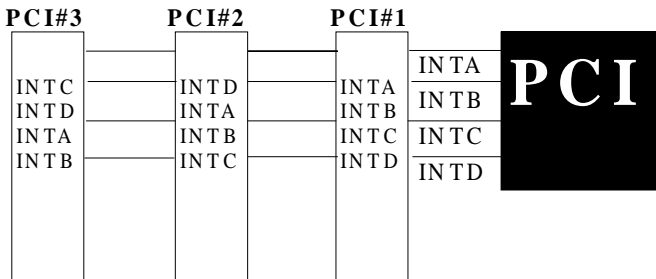 PCI#3 PCI#2 PCI#1
INTC
INTD
INTA
INTB
INTD
INTA
INTB
INTC
INTA
INTB
INTC
INTD
INTA
INTB
INTC
INTD
PCI